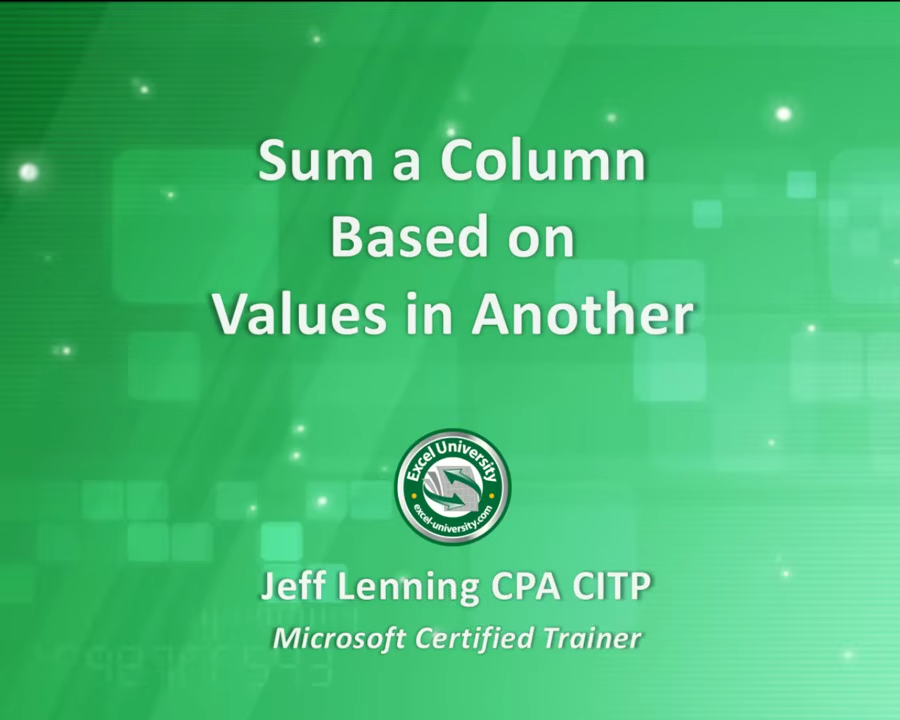 Sum a Column
Based on
Values in Another
Excel University
excel-university.com
Jeff Lenning CPA CITP
Microsoft Certified Trainer